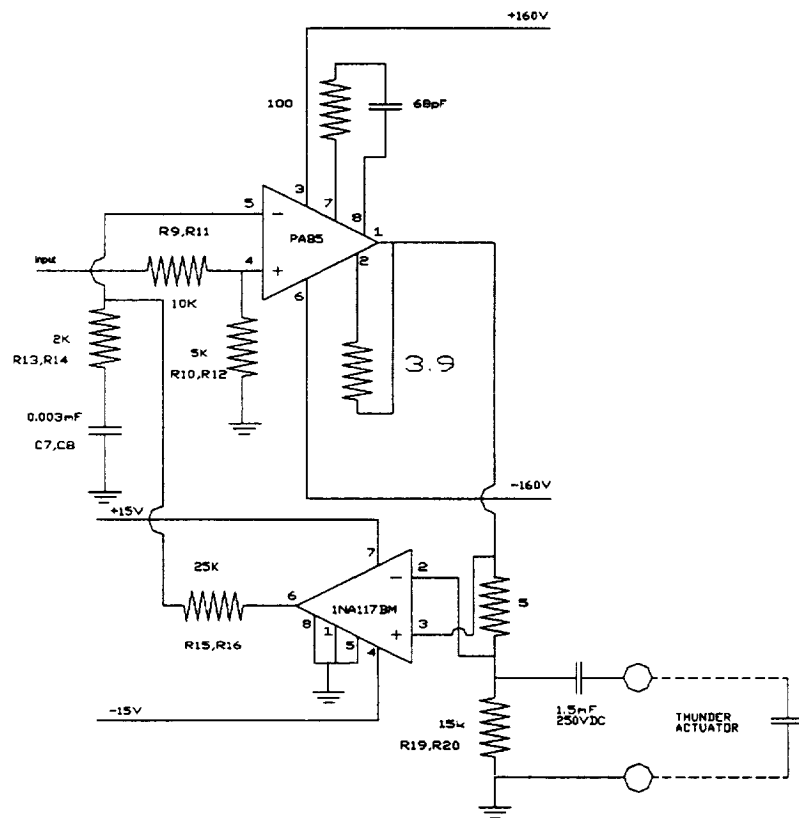 +160V
100
68pF
3
7
8
5
1
PA85
R9,R11
Input
4
2
10K
6
2K
R13,R14
5K
R10,R12
3.9
0.003mF
C7,C8
-160V
+15V
7
25K
6
2
1NA117BM
5
8
1
3
5
4
R15,R16
-15V
15k
R19,R20
1.5mF
250VDC
THUNDER
ACTUATOR